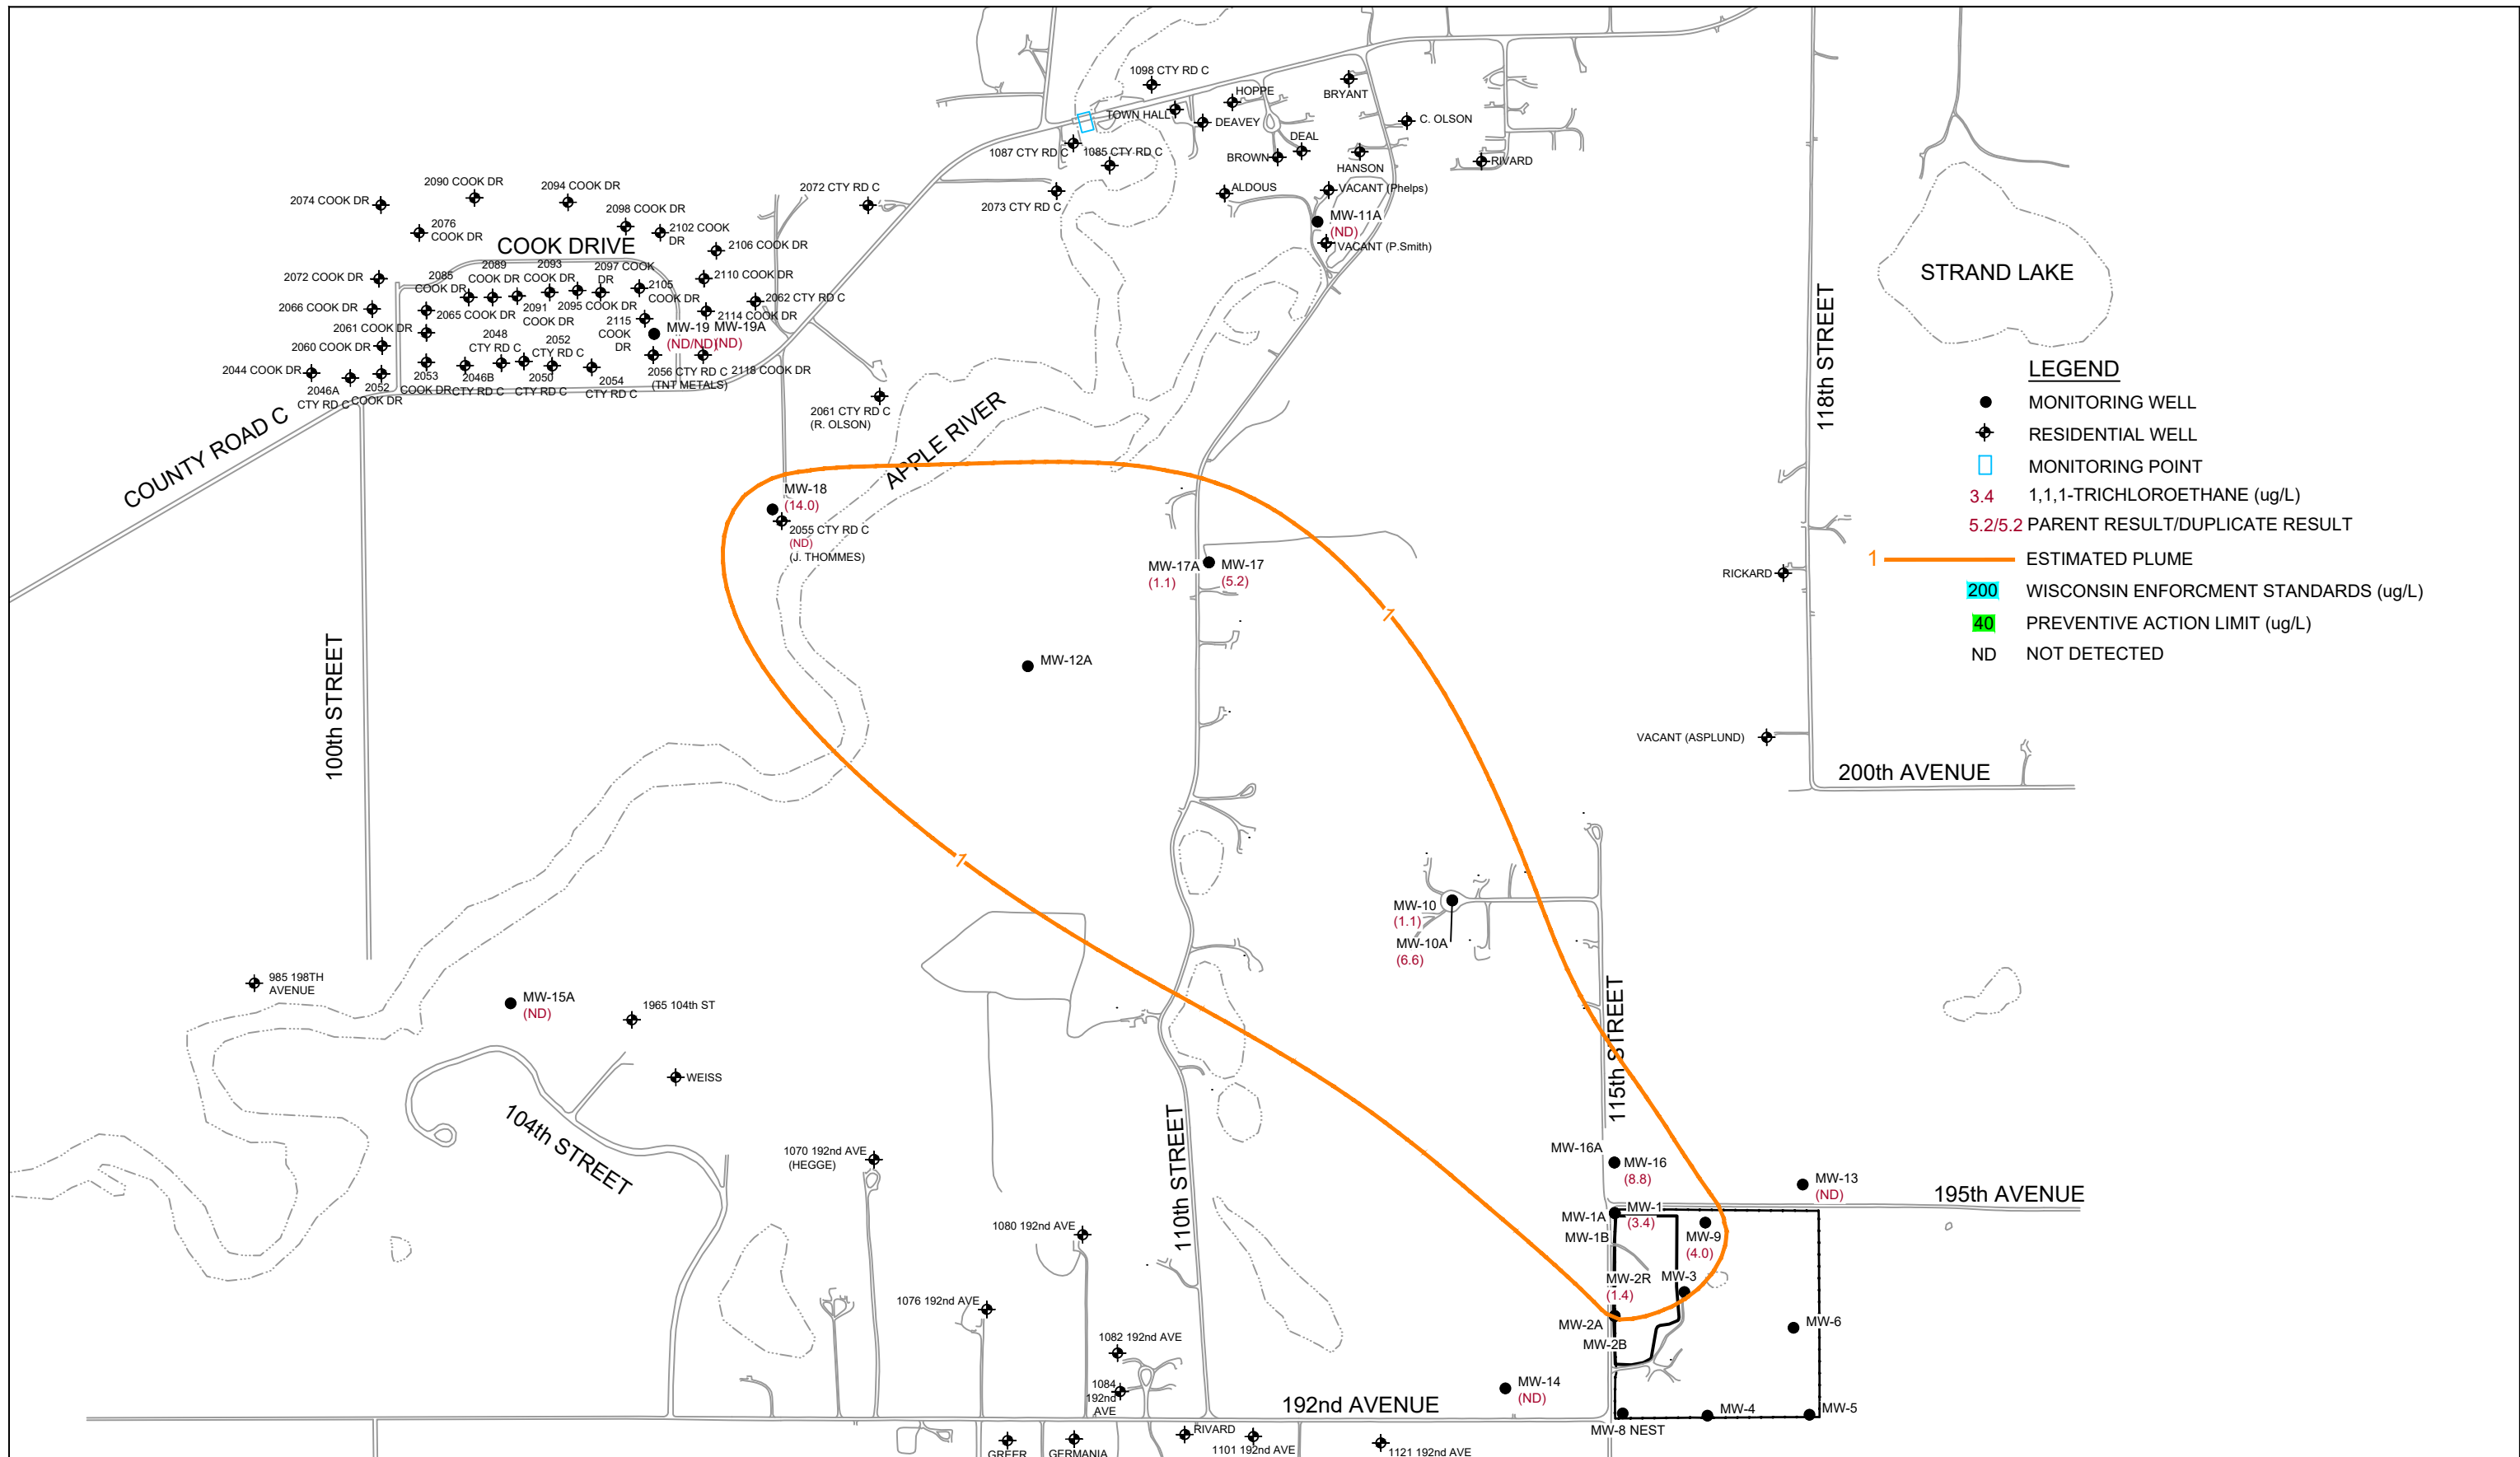 1098 CTY RD C
HOPPE
BRYANT
TOWN HALL
DEAVEY
C. OLSON
1087 CTY RD C
1085 CTY RD C
DEAL
BROWN
HANSON
RIVARD
2073 CTY RD C
ALDOUS
VACANT (Phelps)
MW-11A
(ND)
VACANT (P.Smith)
2074 COOK DR
2090 COOK DR
2094 COOK DR
2098 COOK DR
2072 CTY RD C
2076
COOK DR
2102 COOK
DR
COOK DRIVE
2106 COOK DR
2072 COOK DR
2085
COOK DR
2089
COOK DR
2093
COOK DR
2097 COOK
DR
2110 COOK DR
2105
COOK DR
2062 CTY RD C
2066 COOK DR
2065 COOK DR
2091
COOK DR
2095 COOK DR
2114 COOK DR
2061 COOK DR
2115
COOK
DR
MW-19
(ND/ND)
MW-19A
(ND)
2060 COOK DR
2048
CTY RD C
2052
CTY RD C
2044 COOK DR
2046A
CTY RD C
2052
COOK DR
2053
COOK DR
2046B
CTY RD C
2050
CTY RD C
2054
CTY RD C
2056 CTY RD C
(TNT METALS)
2118 COOK DR
2061 CTY RD C
(R. OLSON)
COUNTY ROAD C
APPLE RIVER
STRAND LAKE
118th STREET
LEGEND
MONITORING WELL
RESIDENTIAL WELL
MONITORING POINT
3.4 1,1,1-TRICHLOROETHANE (ug/L)
5.2/5.2 PARENT RESULT/DUPLICATE RESULT
1 ESTIMATED PLUME
200 WISCONSIN ENFORCMENT STANDARDS (ug/L)
40 PREVENTIVE ACTION LIMIT (ug/L)
ND NOT DETECTED
MW-18
(14.0)
2055 CTY RD C
(ND)
(J. THOMMES)
MW-17A
(1.1)
MW-17
(5.2)
1
RICKARD
100th STREET
MW-12A
VACANT (ASPLUND)
200th AVENUE
1
MW-10
(1.1)
MW-10A
(6.6)
985 198TH
AVENUE
MW-15A
(ND)
1965 104th ST
WEISS
104th STREET
115th STREET
110th STREET
1070 192nd AVE
(HEGGE)
MW-16A
MW-16
(8.8)
MW-13
(ND)
195th AVENUE
MW-1A
MW-1
(3.4)
MW-1B
MW-9
(4.0)
1080 192nd AVE
MW-2R
(1.4)
MW-3
1076 192nd AVE
MW-2A
MW-2B
MW-6
1082 192nd AVE
1084
192nd
AVE
MW-14
(ND)
192nd AVENUE
MW-4
MW-5
MW-8 NEST
GREER
GERMANIA
RIVARD
1101 192nd AVE
1121 192nd AVE